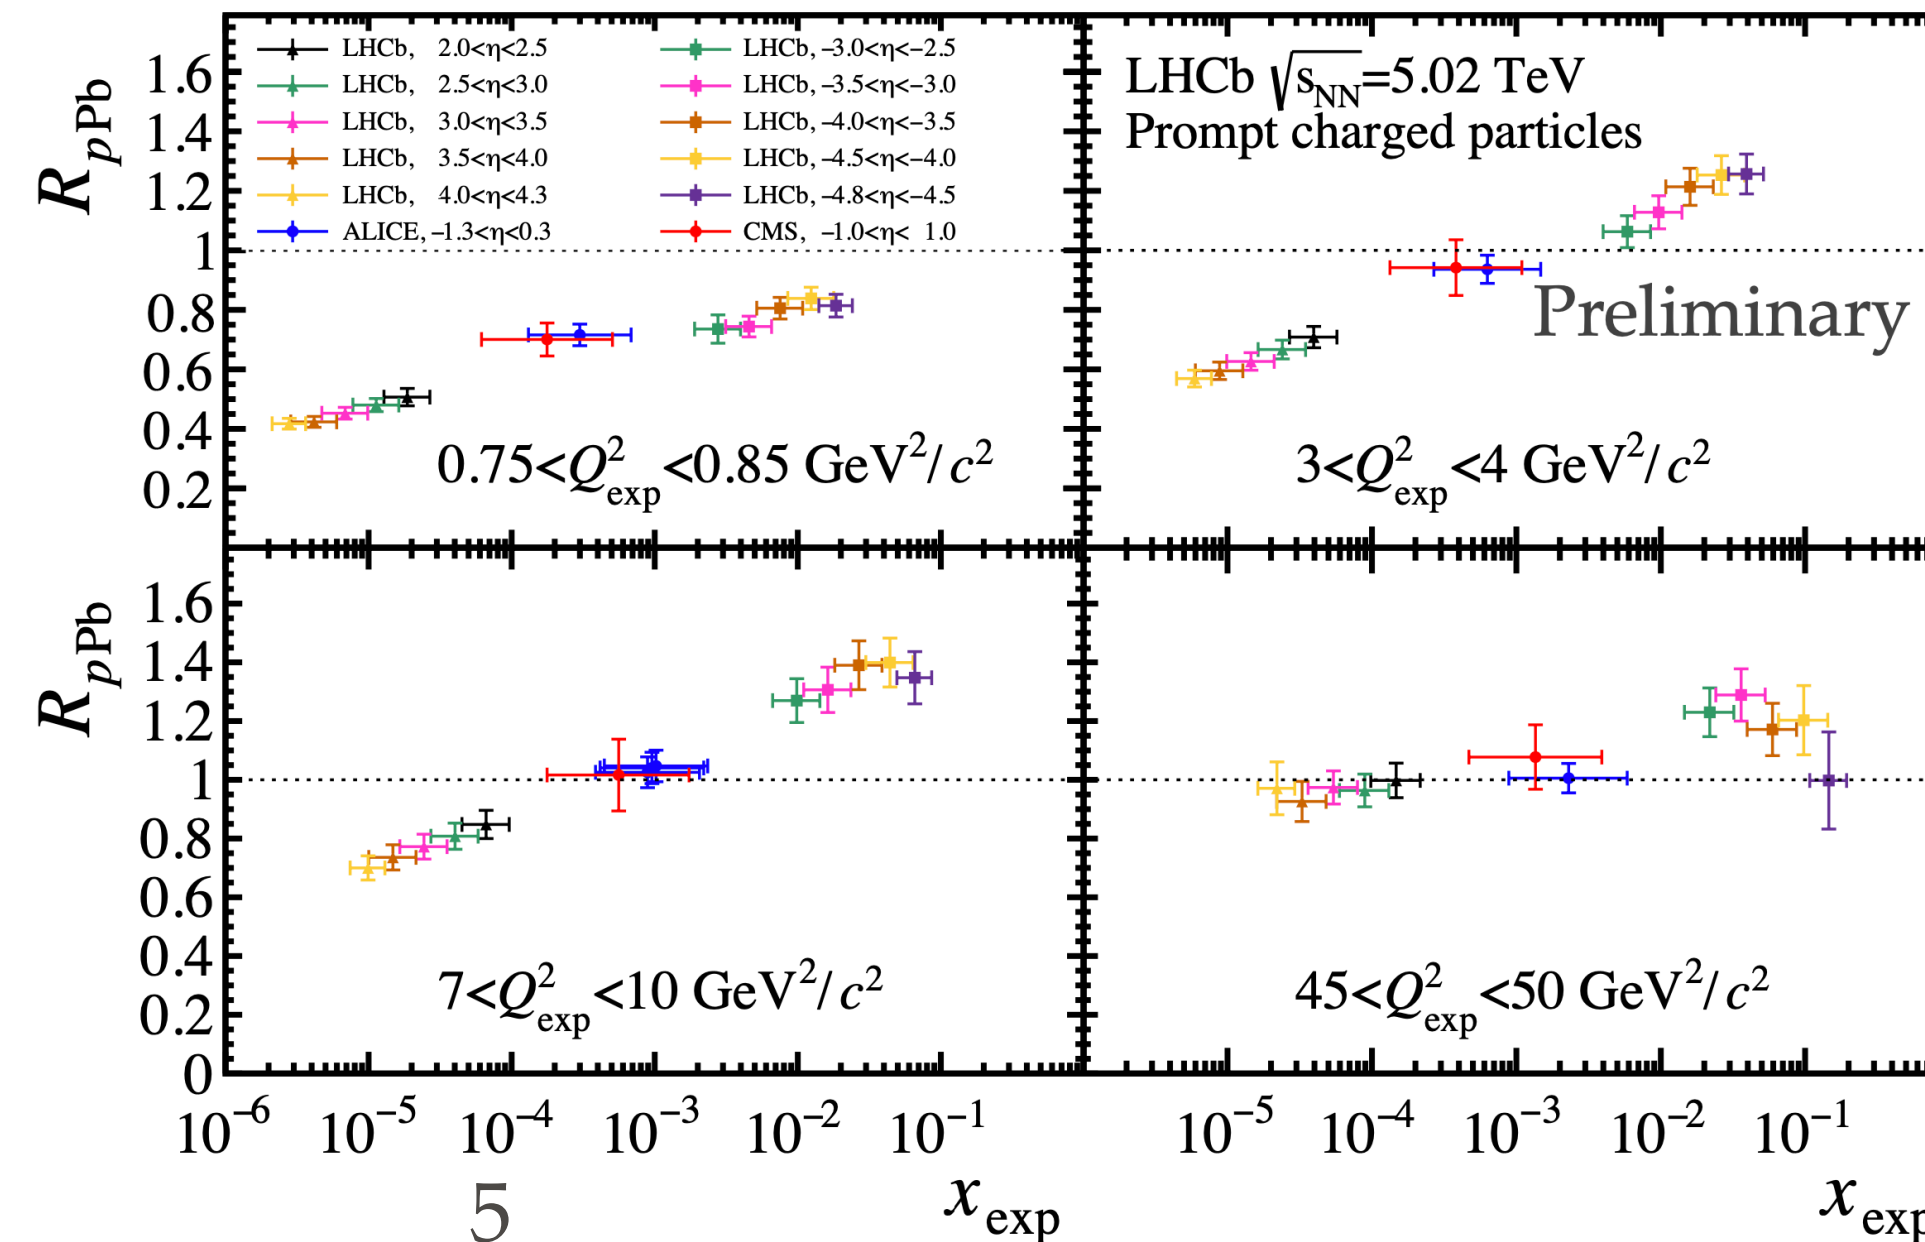 LHCb, 2.0<η<2.5
LHCb, 2.5<η<3.0
LHCb, 3.0<η<3.5
LHCb, 3.5<η<4.0
LHCb, 4.0<η<4.3
ALICE, –1.3<η<0.3
LHCb, –3.0<η<–2.5
LHCb, –3.5<η<–3.0
LHCb, –4.0<η<–3.5
LHCb, –4.5<η<–4.0
LHCb, –4.8<η<–4.5
CMS, –1.0<η< 1.0
R_pPb
1.6
1.4
1.2
1
0.8
0.6
0.4
0.2
0.75<Q²_exp<0.85 GeV²/c²
LHCb √s_NN=5.02 TeV
Prompt charged particles
Preliminary
3<Q²_exp<4 GeV²/c²
R_pPb
1.6
1.4
1.2
1
0.8
0.6
0.4
0.2
0
7<Q²_exp<10 GeV²/c²
45<Q²_exp<50 GeV²/c²
10⁻⁶ 10⁻⁵ 10⁻⁴ 10⁻³ 10⁻² 10⁻¹
10⁻⁵ 10⁻⁴ 10⁻³ 10⁻² 10⁻¹
x_exp
x_exp
5